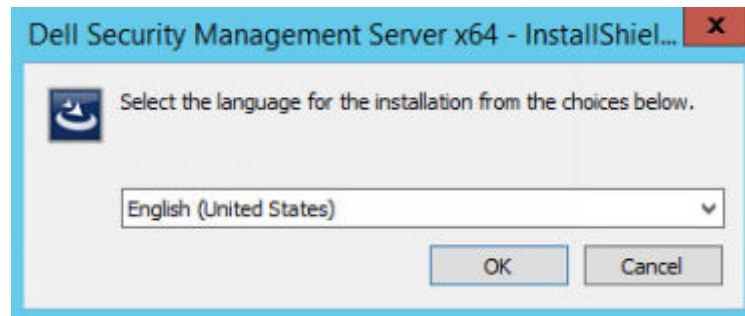 Dell Security Management Server x64 - InstallShiel...
x
Select the language for the installation from the choices below.
English (United States)
OK Cancel